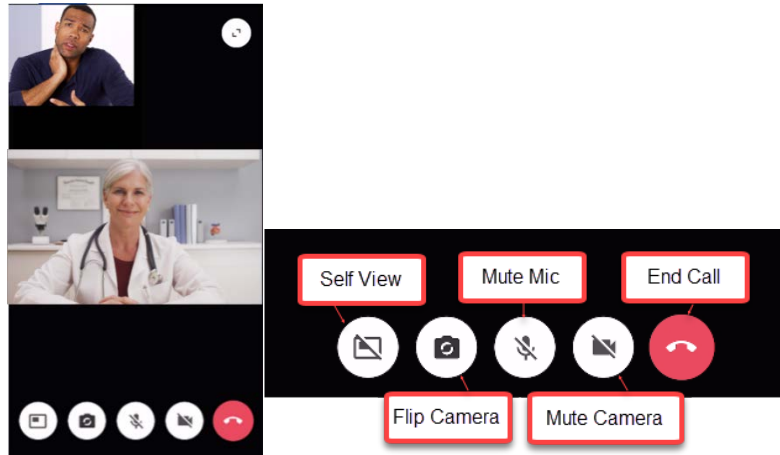 Self View
Mute Mic
End Call
Flip Camera
Mute Camera